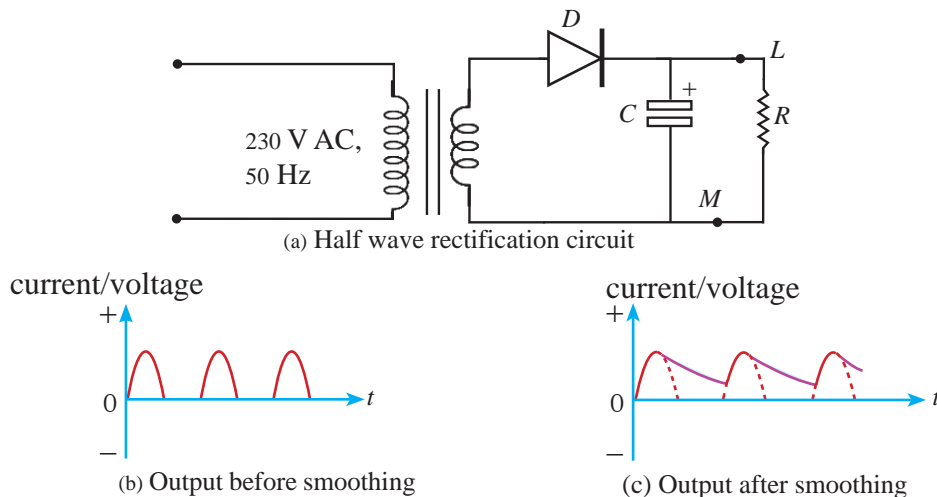 D
L
+
C
R
230 V AC,
50 Hz
M
(a) Half wave rectification circuit
current/voltage
+
0
t
−
(b) Output before smoothing
current/voltage
+
0
t
−
(c) Output after smoothing